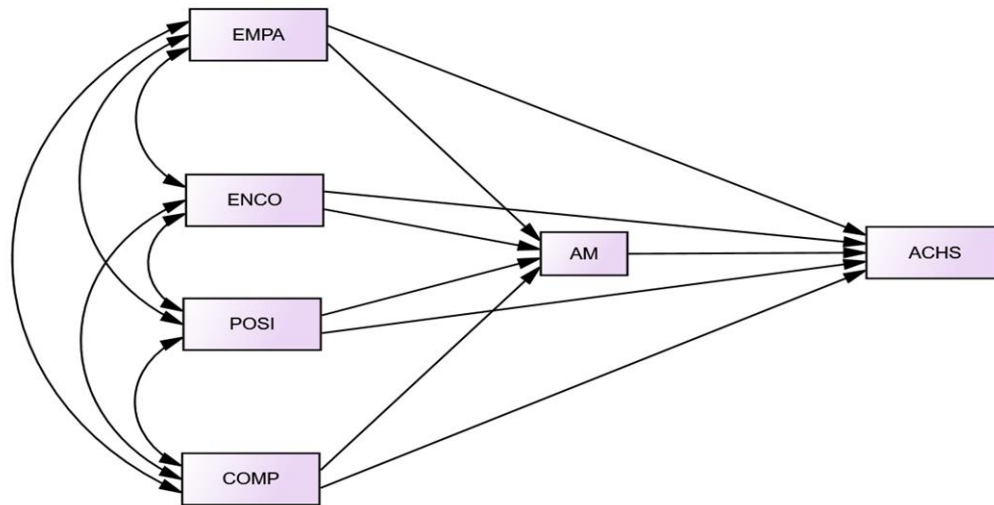 EMPA
ENCO
AM
ACHS
POSI
COMP